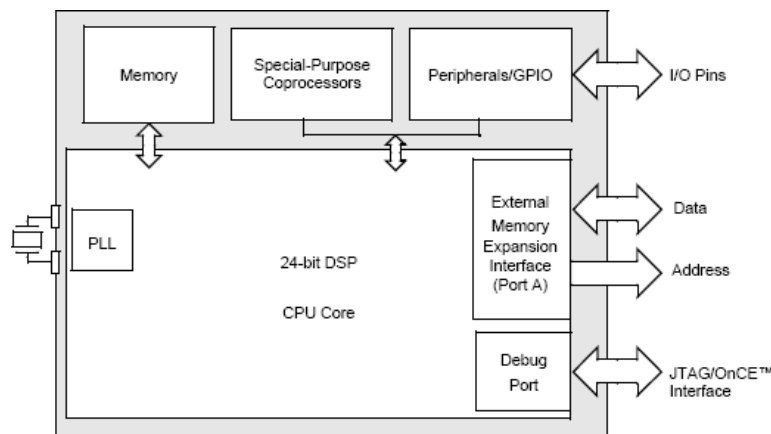 Memory
Special-Purpose
Coprocessors
Peripherals/GPIO
I/O Pins
PLL
24-bit DSP
CPU Core
External
Memory
Expansion
Interface
(Port A)
Data
Address
Debug
Port
JTAG/OnCE™
Interface